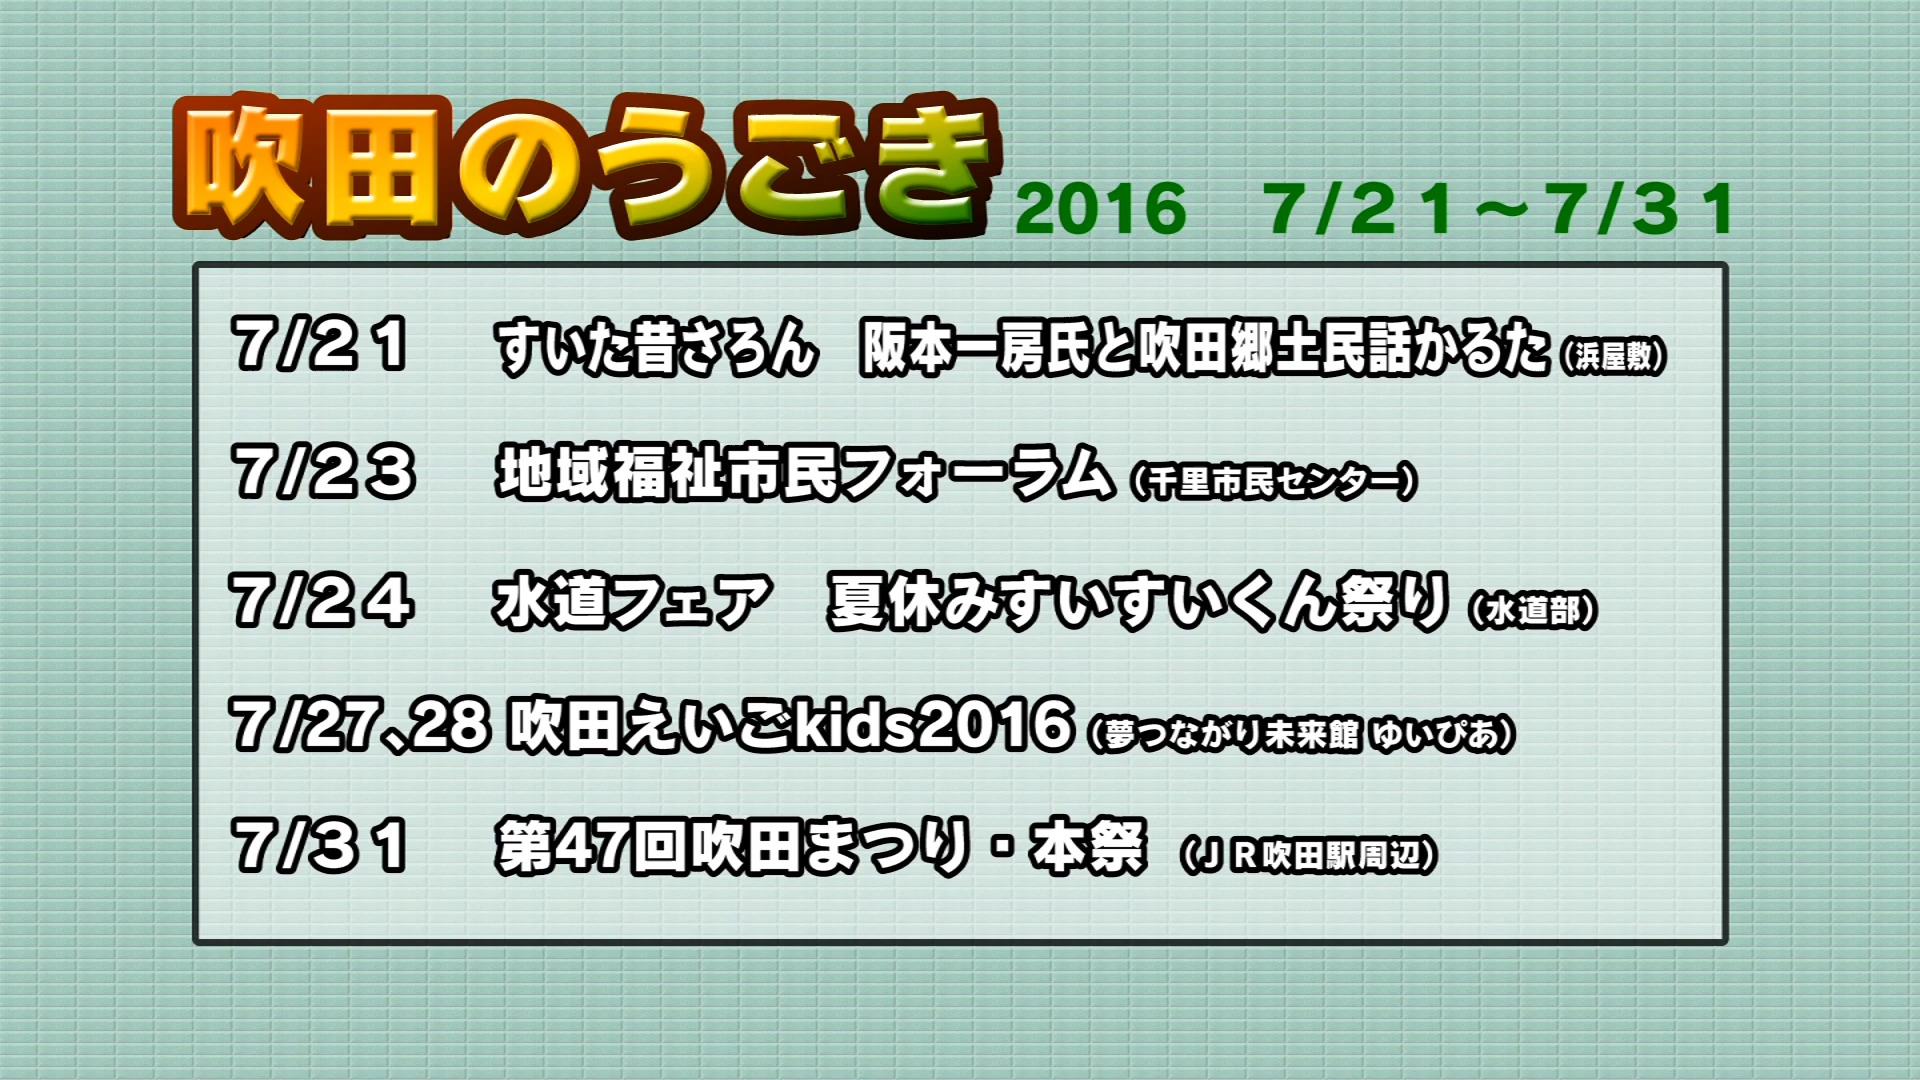 吹田のうごき 2016　７/２１～７/３１
７/２１　すいた昔さろん　阪本一房氏と吹田郷土民話かるた（浜屋敷）
７/２３　地域福祉市民フォーラム（千里市民センター）
７/２４　水道フェア　夏休みすいすいくん祭り（水道部）
７/27、28 吹田えいごkids2016（夢つながり未来館 ゆいぴあ）
７/３１　第47回吹田まつり・本祭　（ＪＲ吹田駅周辺）